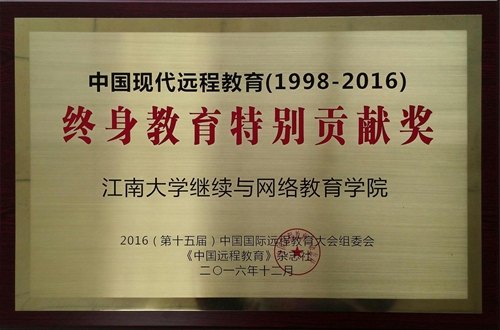 中国现代远程教育(1998-2016)
终身教育特别贡献奖
江南大学继续与网络教育学院
2016（第十五届）中国国际远程教育大会组委会
《中国远程教育》杂志社
二〇一六年十二月